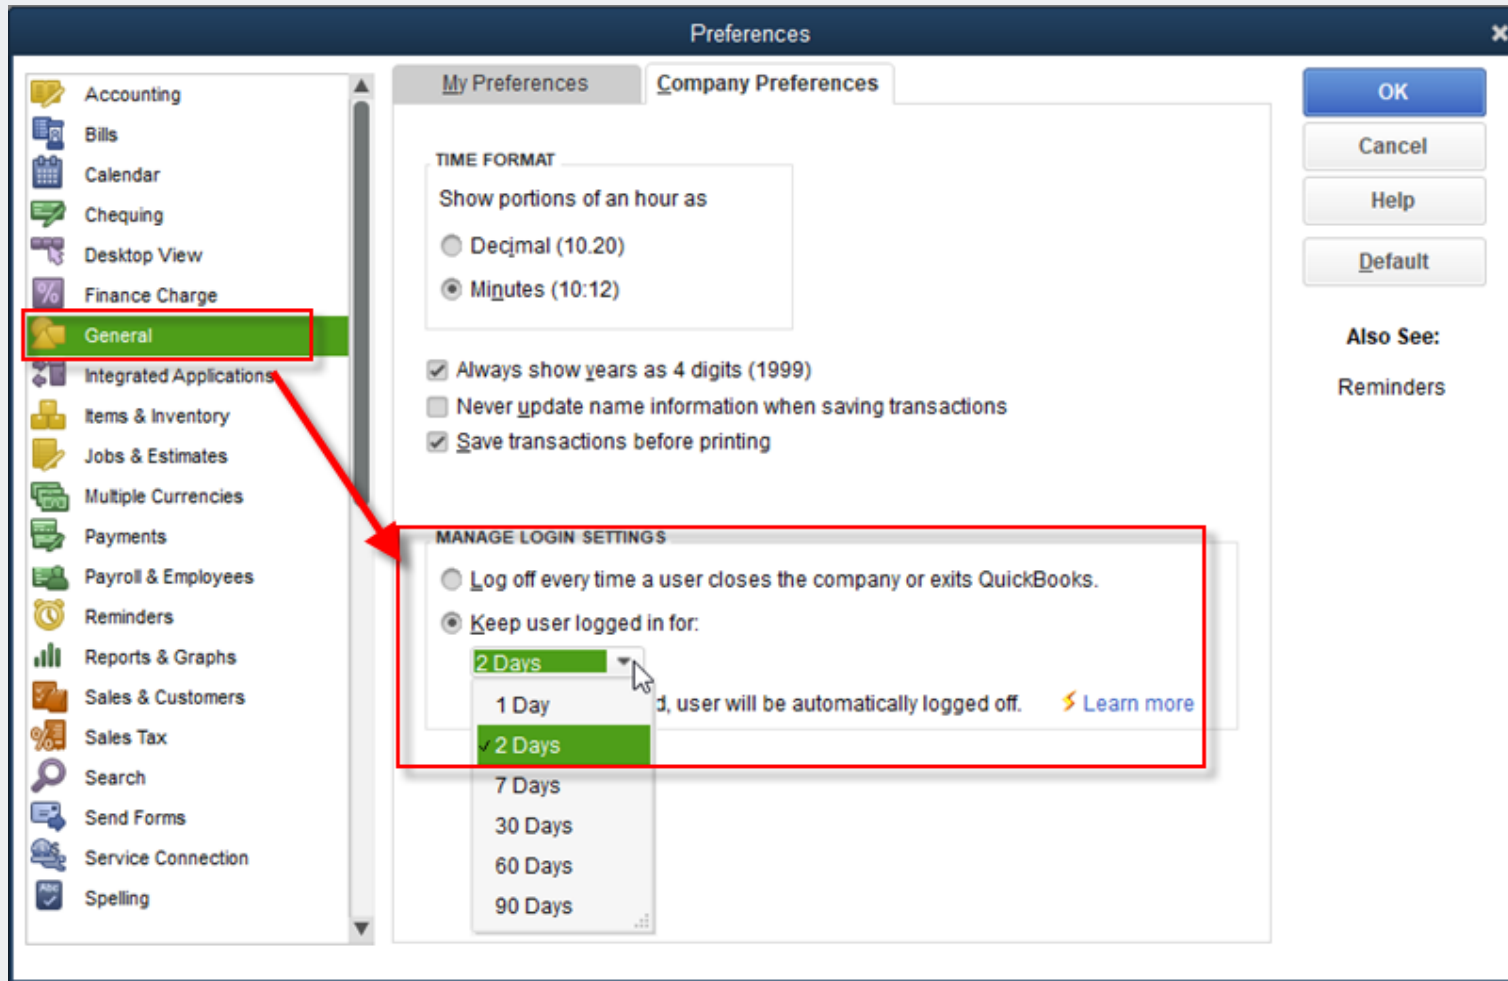 Preferences
Accounting
Bills
Calendar
Chequing
Desktop View
Finance Charge
General
Integrated Applications
Items & Inventory
Jobs & Estimates
Multiple Currencies
Payments
Payroll & Employees
Reminders
Reports & Graphs
Sales & Customers
Sales Tax
Search
Send Forms
Service Connection
Abc
Spelling
My Preferences
Company Preferences
TIME FORMAT
Show portions of an hour as
Decimal (10.20)
Minutes (10:12)
Always show years as 4 digits (1999)
Never update name information when saving transactions
Save transactions before printing
MANAGE LOGIN SETTINGS
Log off every time a user closes the company or exits QuickBooks.
Keep user logged in for:
2 Days
d, user will be automatically logged off. Learn more
1 Day
2 Days
7 Days
30 Days
60 Days
90 Days
OK
Cancel
Help
Default
Also See:
Reminders